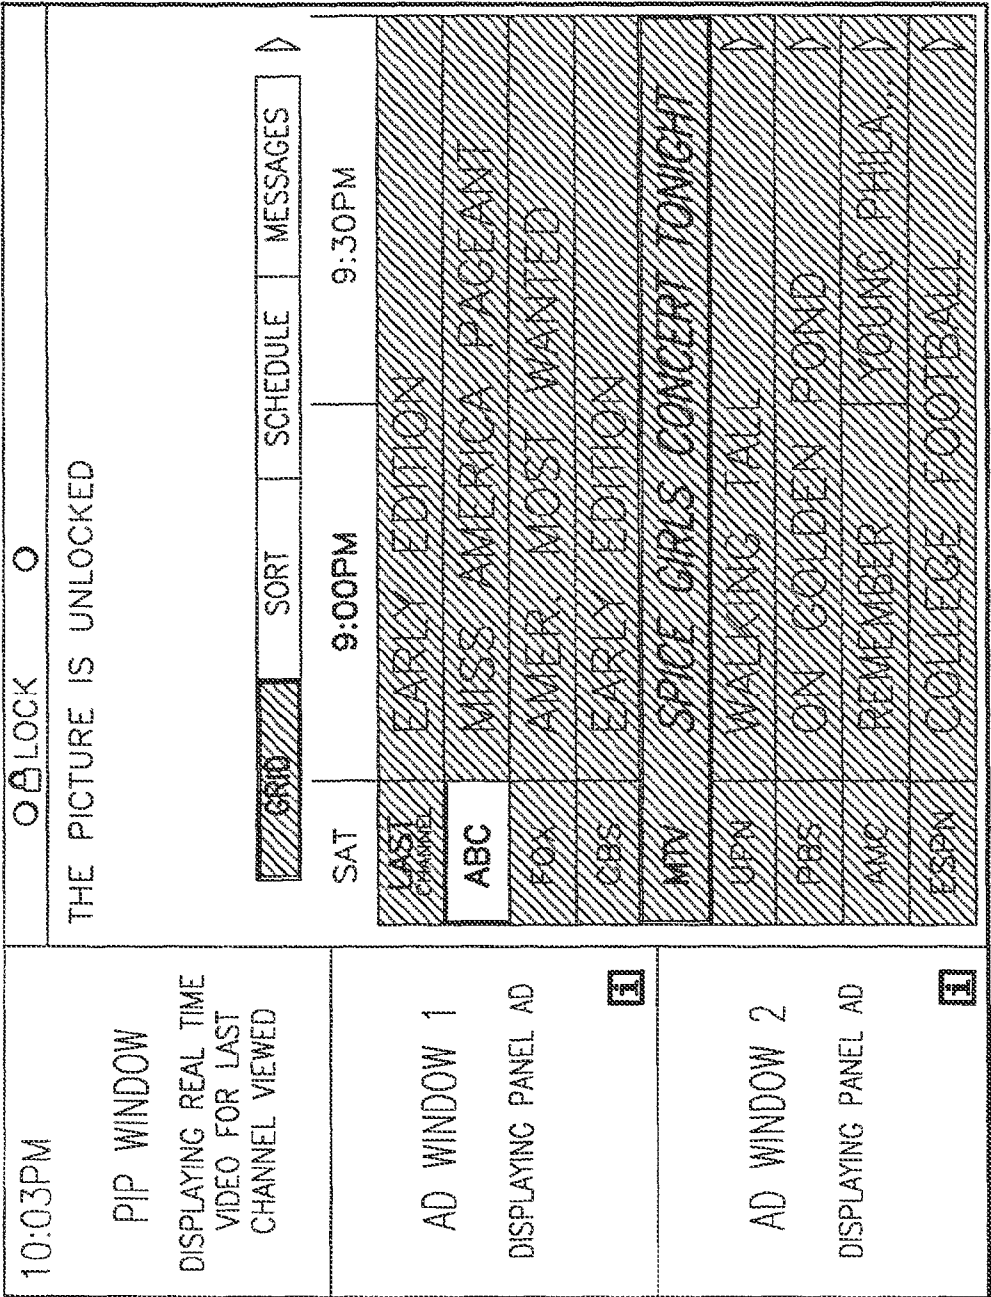 10:03PM
PIP WINDOW
DISPLAYING REAL TIME
VIDEO FOR LAST
CHANNEL VIEWED
AD WINDOW 1
DISPLAYING PANEL AD
i
AD WINDOW 2
DISPLAYING PANEL AD
i
LOCK
THE PICTURE IS UNLOCKED
GRID SORT SCHEDULE MESSAGES
SAT 9:00PM 9:30PM
LAST CHANNEL EARLY EDITION
ABC MISS AMERICA PAGEANT
FOX AMER. MOST WANTED
CBS EARLY EDITION
MTV SPICE GIRLS CONCERT TONIGHT
UPN WALKING TALL
PBS ON GOLDEN POND
AMC REMEMBER... YOUNG PHILA...
ESPN COLLEGE FOOTBALL